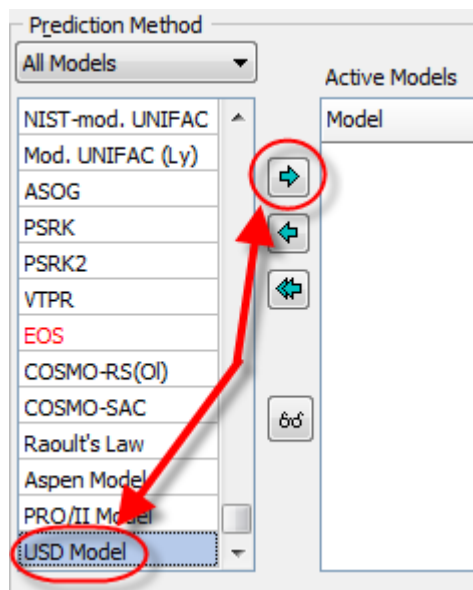 Prediction Method
All Models
Active Models
NIST-mod. UNIFAC
Model
Mod. UNIFAC (Ly)
ASOG
PSRK
PSRK2
VTPR
EOS
COSMO-RS(Ol)
COSMO-SAC
Raoult's Law
Aspen Model
PRO/II Model
USD Model